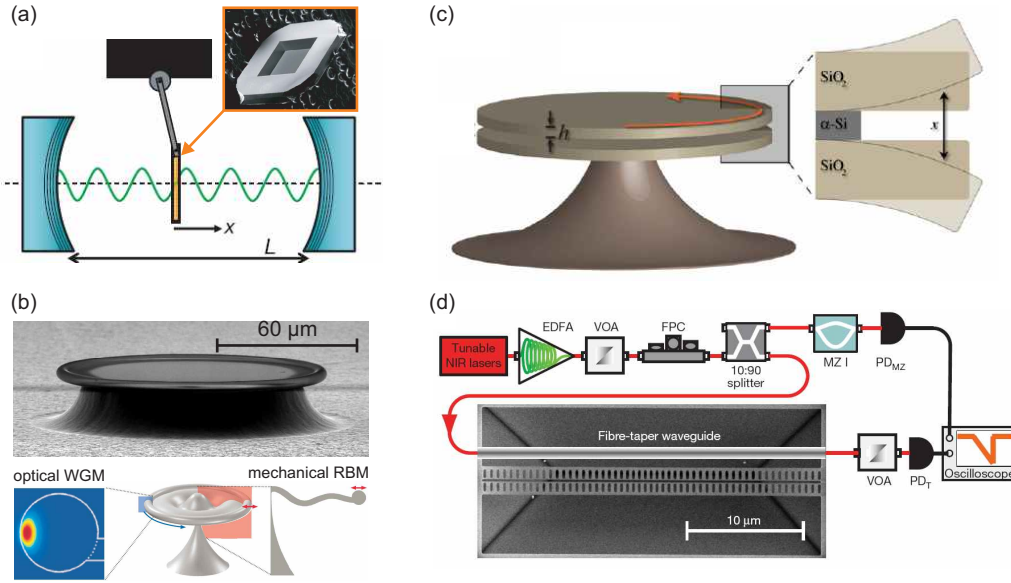 (a)
x
L
(b)
60 µm
optical WGM
mechanical RBM
(c)
h
SiO2
α-Si
x
SiO2
(d)
EDFA
VOA
FPC
Tunable
NIR lasers
10:90
splitter
MZ I
PDMZ
Fibre-taper waveguide
10 µm
VOA
PDT
Oscilloscope